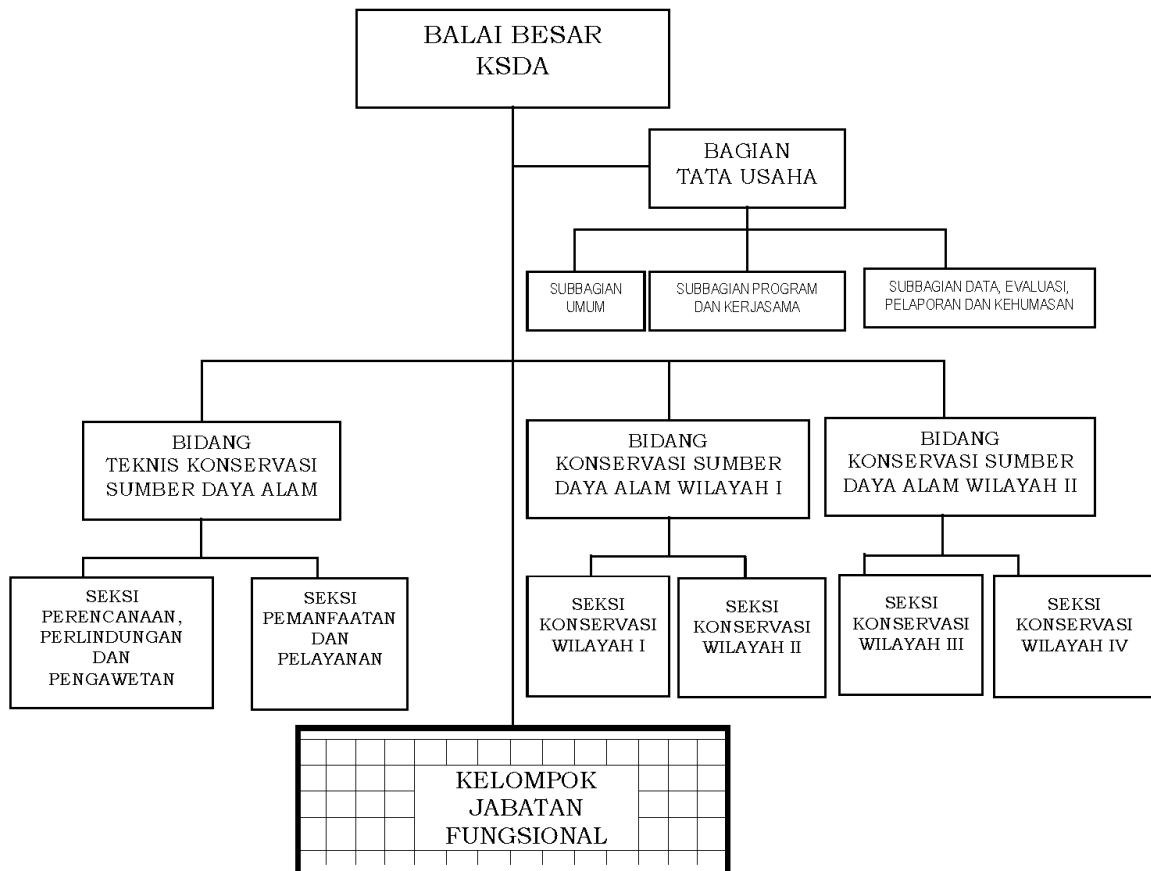 BALAI BESAR
KSDA
BAGIAN
TATA USAHA
SUBBAGIAN
UMUM
SUBBAGIAN PROGRAM
DAN KERJASAMA
SUBBAGIAN DATA, EVALUASI,
PELAPORAN DAN KEHUMASAN
BIDANG
TEKNIS KONSERVASI
SUMBER DAYA ALAM
BIDANG
KONSERVASI SUMBER
DAYA ALAM WILAYAH I
BIDANG
KONSERVASI SUMBER
DAYA ALAM WILAYAH II
SEKSI
PERENCANAAN,
PERLINDUNGAN
DAN
PENGAWETAN
SEKSI
PEMANFAATAN
DAN
PELAYANAN
SEKSI
KONSERVASI
WILAYAH I
SEKSI
KONSERVASI
WILAYAH II
SEKSI
KONSERVASI
WILAYAH III
SEKSI
KONSERVASI
WILAYAH IV
KELOMPOK
JABATAN
FUNGSIONAL